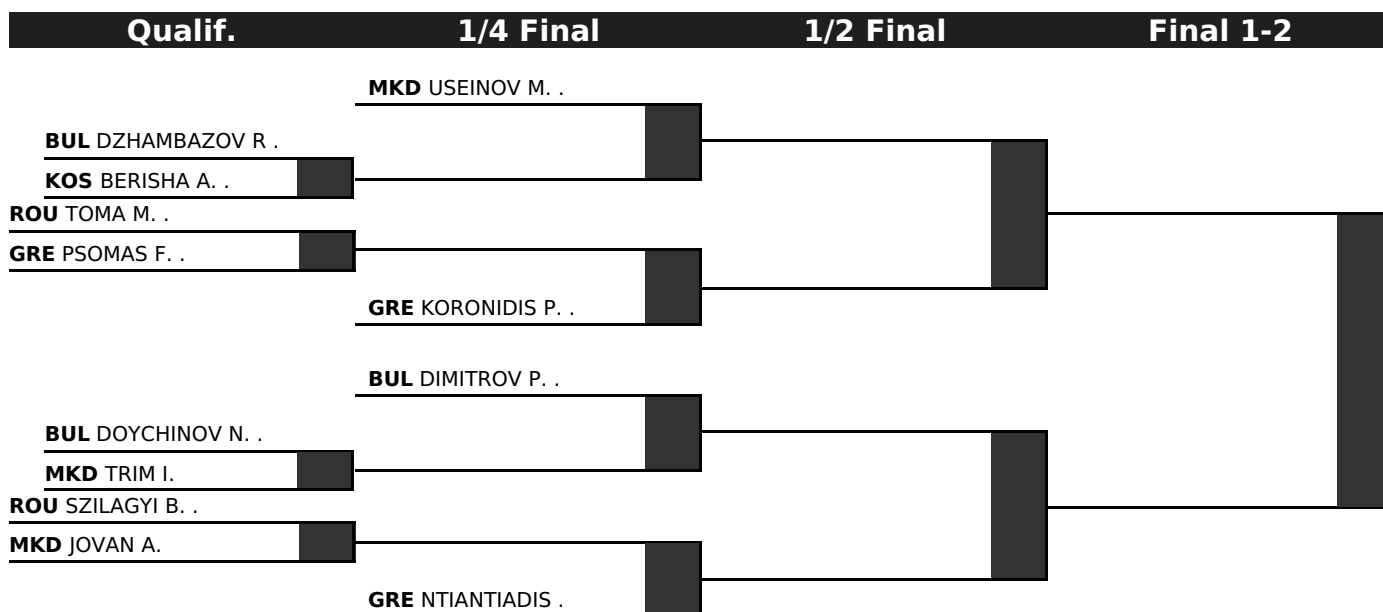 Qualif. 1/4 Final 1/2 Final Final 1-2
MKD USEINOV M. .
BUL DZHAMBAZOV R .
KOS BERISHA A. .
ROU TOMA M. .
GRE PSOMAS F. .
GRE KORONIDIS P. .
BUL DIMITROV P. .
BUL DOYCHINOV N. .
MKD TRIM I.
ROU SZILAGYI B. .
MKD JOVAN A.
GRE NTIANTIADIS .